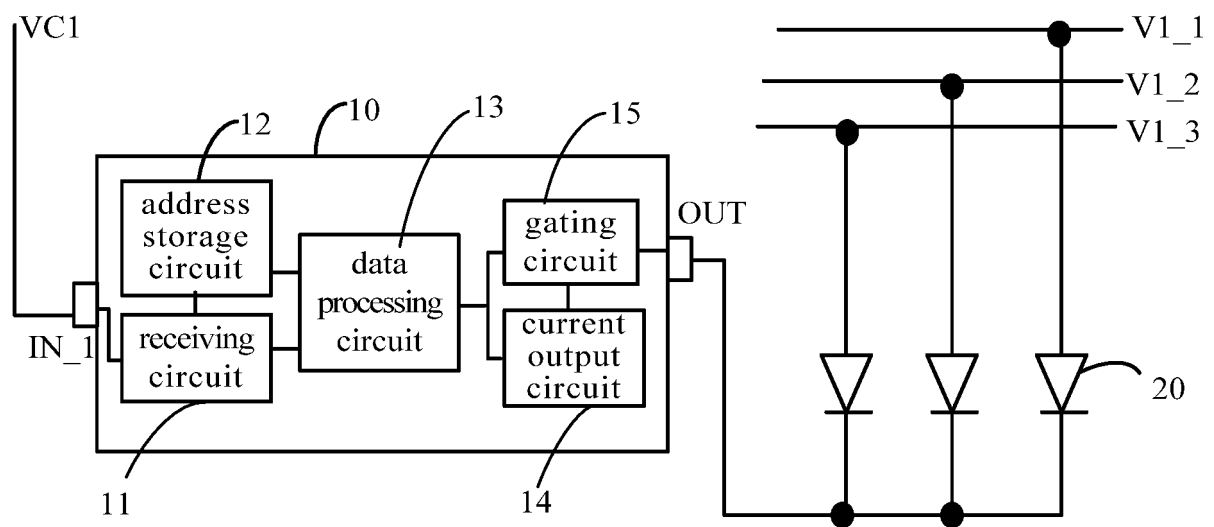 VC1
V1_1
V1_2
V1_3
12
10
13
15
OUT
address
storage
circuit
data
processing
circuit
gating
circuit
IN_1
receiving
circuit
current
output
circuit
20
11
14